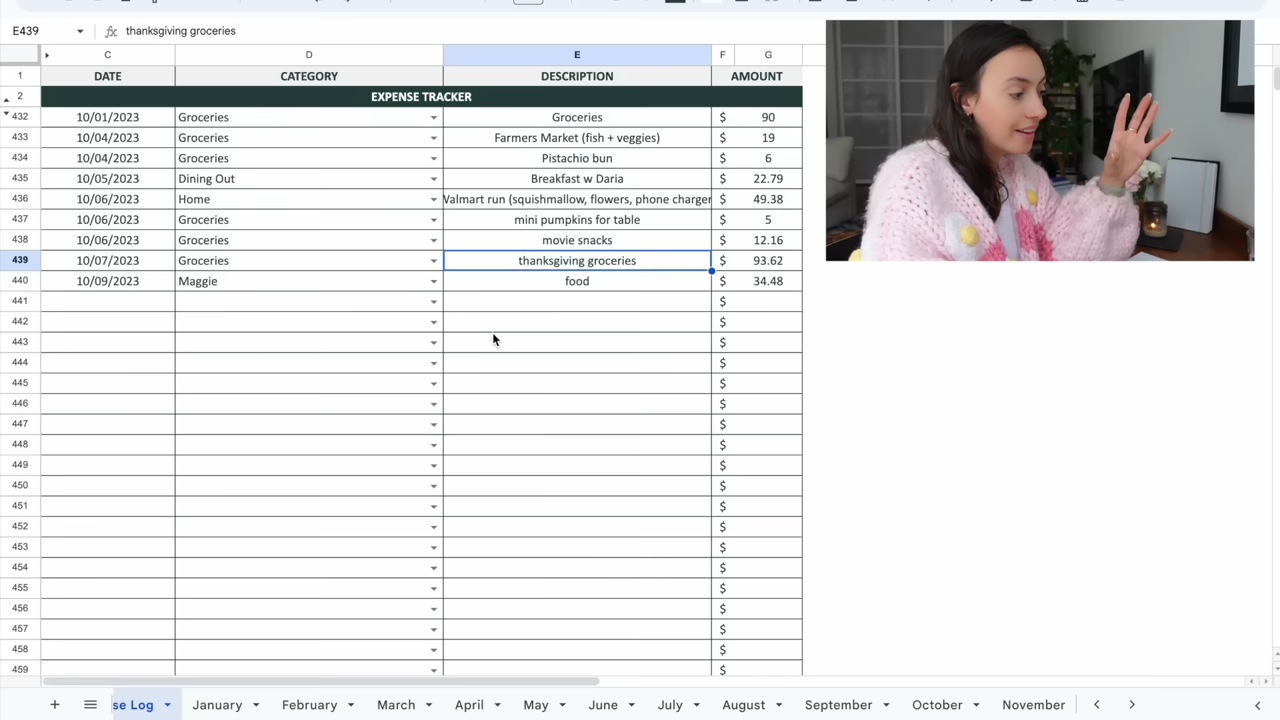 E439 fx thanksgiving groceries
C D E F G
1 DATE CATEGORY DESCRIPTION AMOUNT
2 EXPENSE TRACKER
432 10/01/2023 Groceries Groceries $ 90
433 10/04/2023 Groceries Farmers Market (fish + veggies) $ 19
434 10/04/2023 Groceries Pistachio bun $ 6
435 10/05/2023 Dining Out Breakfast w Daria $ 22.79
436 10/06/2023 Home Walmart run (squishmallow, flowers, phone charger $ 49.38
437 10/06/2023 Groceries mini pumpkins for table $ 5
438 10/06/2023 Groceries movie snacks $ 12.16
439 10/07/2023 Groceries thanksgiving groceries $ 93.62
440 10/09/2023 Maggie food $ 34.48
441 $
442 $
443 $
444 $
445 $
446 $
447 $
448 $
449 $
450 $
451 $
452 $
453 $
454 $
455 $
456 $
457 $
458 $
459 $
se Log January February March April May June July August September October November